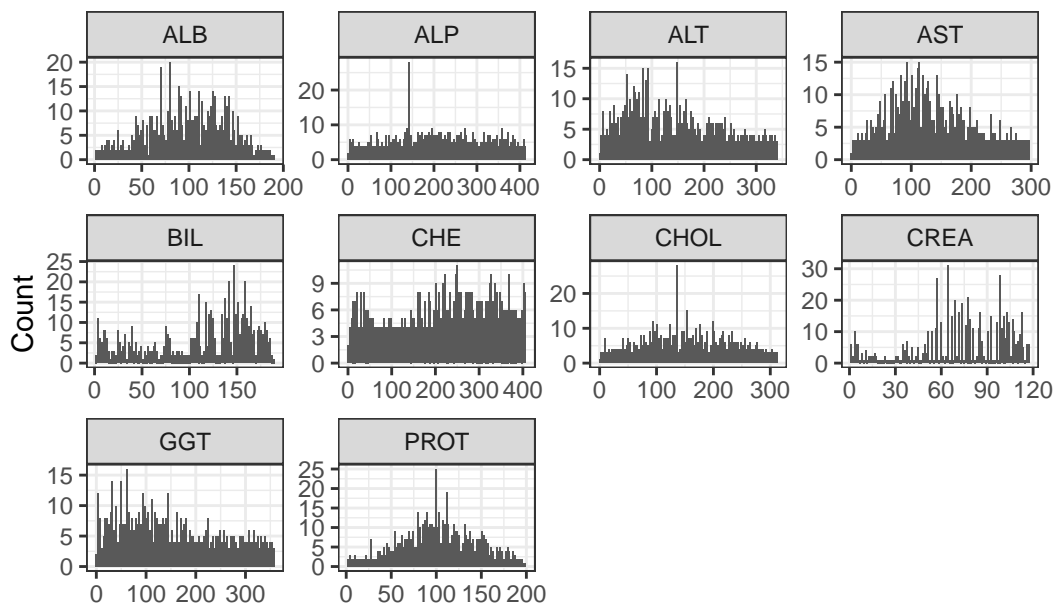 ALB ALP ALT AST
20 15 10 5 0
20 10 0
15 10 5 0
15 10 5 0
0 50 100 150 200
0 100 200 300 400
0 100 200 300
0 100 200 300
BIL CHE CHOL CREA
Count
25 20 15 10 5 0
9 6 3 0
20 10 0
30 20 10 0
0 50 100 150
0 100 200 300 400
0 100 200 300
0 30 60 90 120
GGT PROT
15 10 5 0
25 20 15 10 5 0
0 100 200 300
0 50 100 150 200